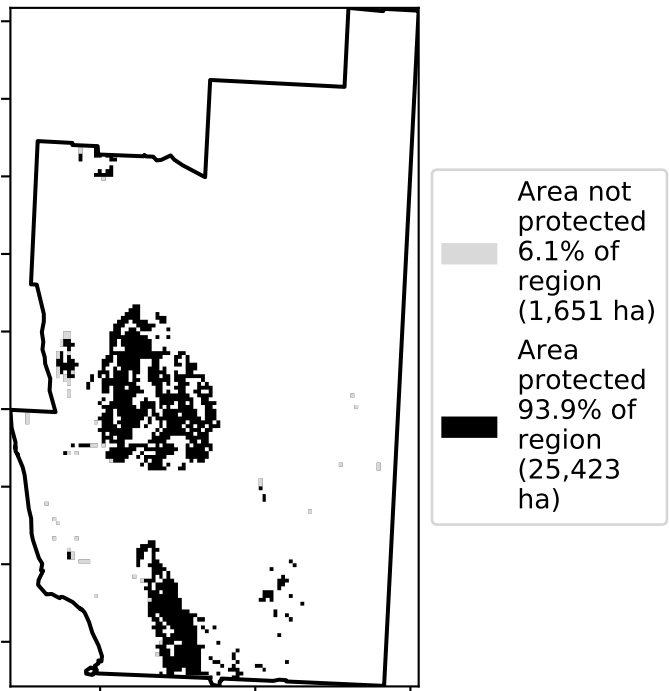 Area not
protected
6.1% of
region
(1,651 ha)
Area
protected
93.9% of
region
(25,423
ha)